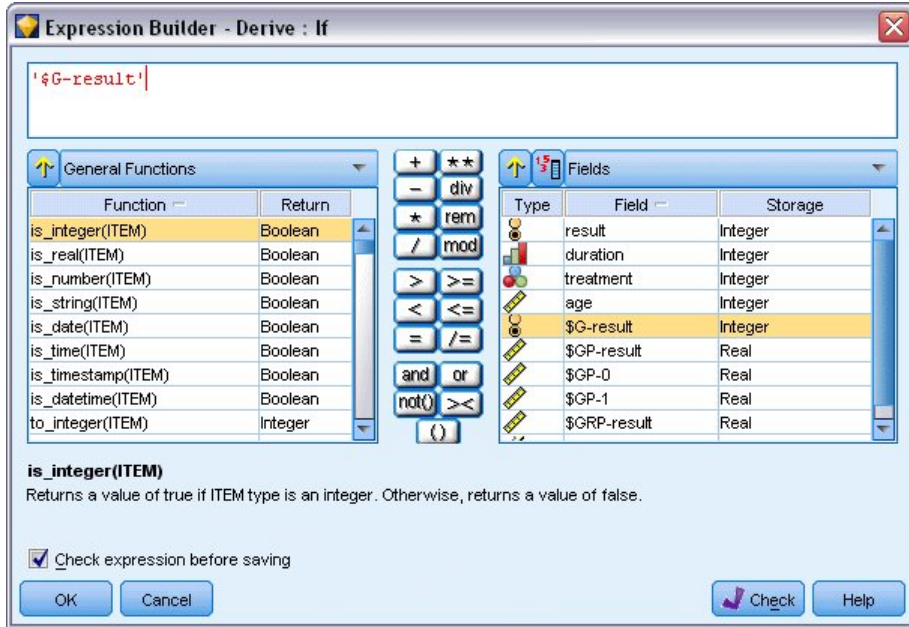 Expression Builder - Derive : If
'$G-result'
General Functions
Function Return
is_integer(ITEM) Boolean
is_real(ITEM) Boolean
is_number(ITEM) Boolean
is_string(ITEM) Boolean
is_date(ITEM) Boolean
is_time(ITEM) Boolean
is_timestamp(ITEM) Boolean
is_datetime(ITEM) Boolean
to_integer(ITEM) Integer
+ **
- div
* rem
/ mod
> >=
< <=
= /=
and or
not() ><
()
Fields
Type Field Storage
result Integer
duration Integer
treatment Integer
age Integer
$G-result Integer
$GP-result Real
$GP-0 Real
$GP-1 Real
$GRP-result Real
is_integer(ITEM)
Returns a value of true if ITEM type is an integer. Otherwise, returns a value of false.
Check expression before saving
OK Cancel Check Help